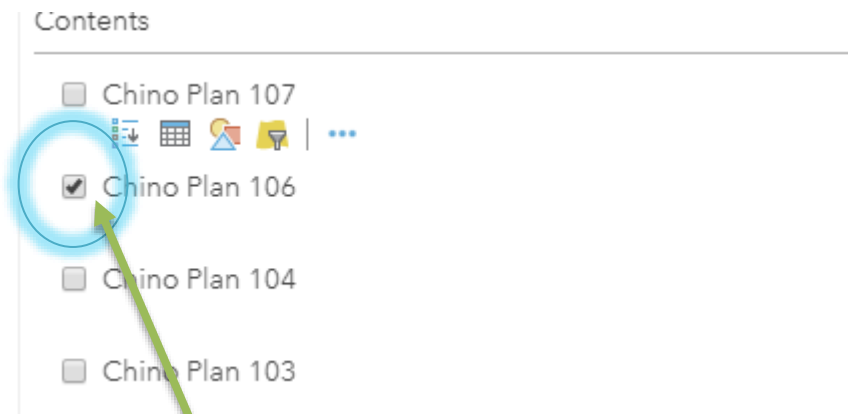 Contents
Chino Plan 107
Chino Plan 106
Chino Plan 104
Chino Plan 103